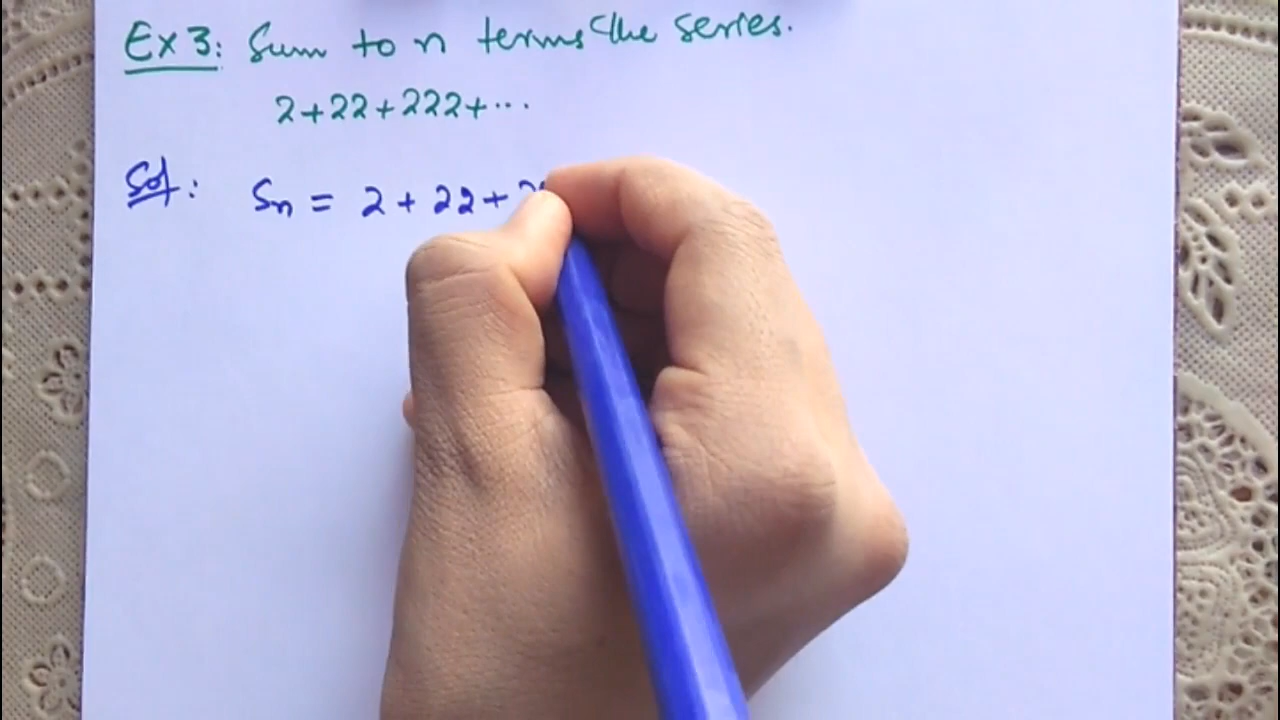 Ex 3: Sum to n terms the series.
2+22+222+...
Sol: Sn = 2 + 22 +